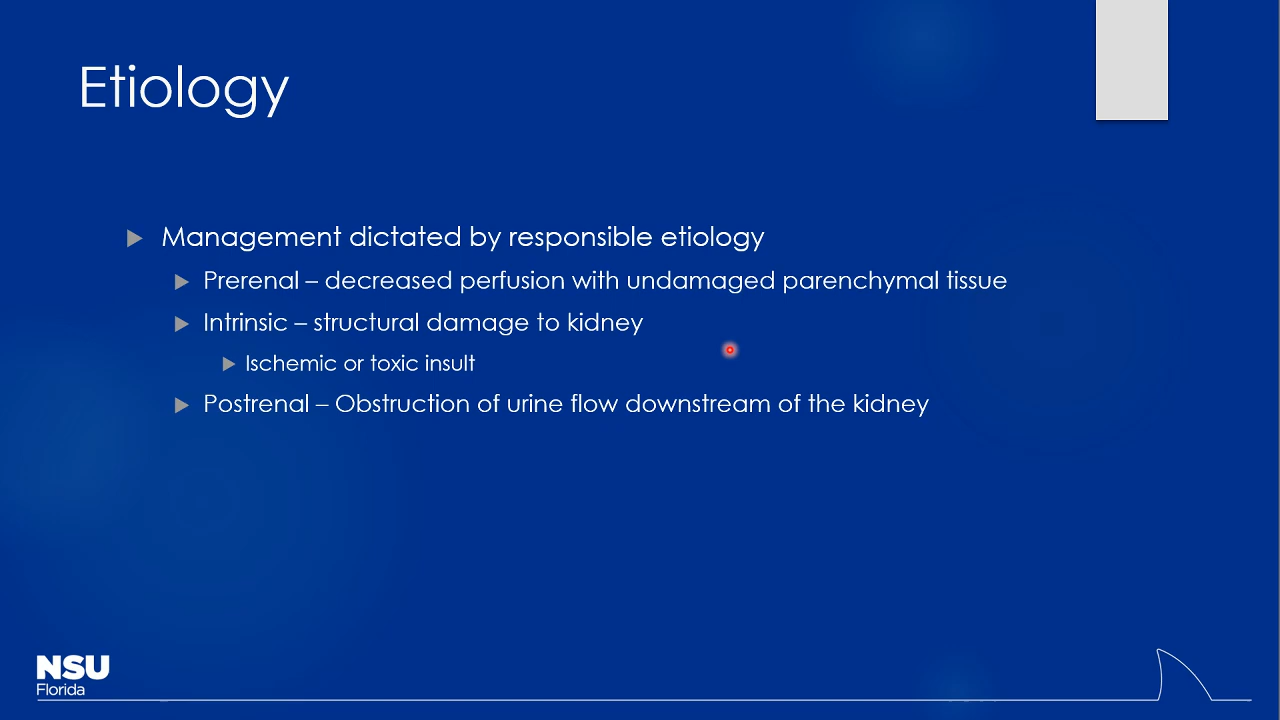 Etiology
Management dictated by responsible etiology
Prerenal – decreased perfusion with undamaged parenchymal tissue
Intrinsic – structural damage to kidney
Ischemic or toxic insult
Postrenal – Obstruction of urine flow downstream of the kidney
NSU
Florida